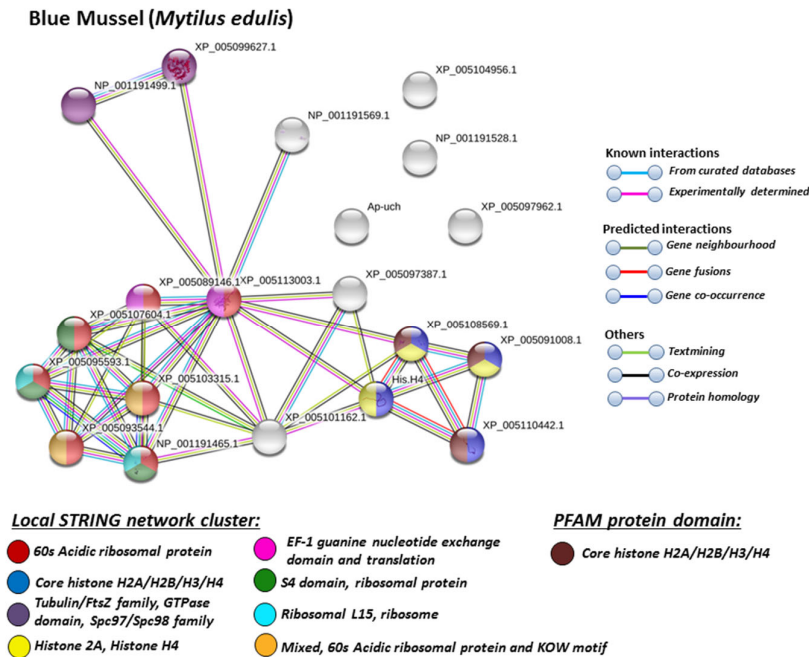 Blue Mussel (Mytilus edulis)
XP_005099627.1
NP_001191499.1
XP_005104956.1
NP_001191569.1
NP_001191528.1
Ap-uch
XP_005097962.1
XP_005097387.1
XP_005089146.1
XP_005113003.1
XP_005107604.1
XP_005108569.1
XP_005091008.1
XP_005095593.1
XP_005103315.1
His.H4
XP_005093544.1
NP_001191465.1
XP_005101162.1
XP_005110442.1
Known interactions
From curated databases
Experimentally determined
Predicted interactions
Gene neighbourhood
Gene fusions
Gene co-occurrence
Others
Textmining
Co-expression
Protein homology
Local STRING network cluster:
60s Acidic ribosomal protein
Core histone H2A/H2B/H3/H4
Tubulin/FtsZ family, GTPase
domain, Spc97/Spc98 family
Histone 2A, Histone H4
EF-1 guanine nucleotide exchange
domain and translation
S4 domain, ribosomal protein
Ribosomal L15, ribosome
Mixed, 60s Acidic ribosomal protein and KOW motif
PFAM protein domain:
Core histone H2A/H2B/H3/H4